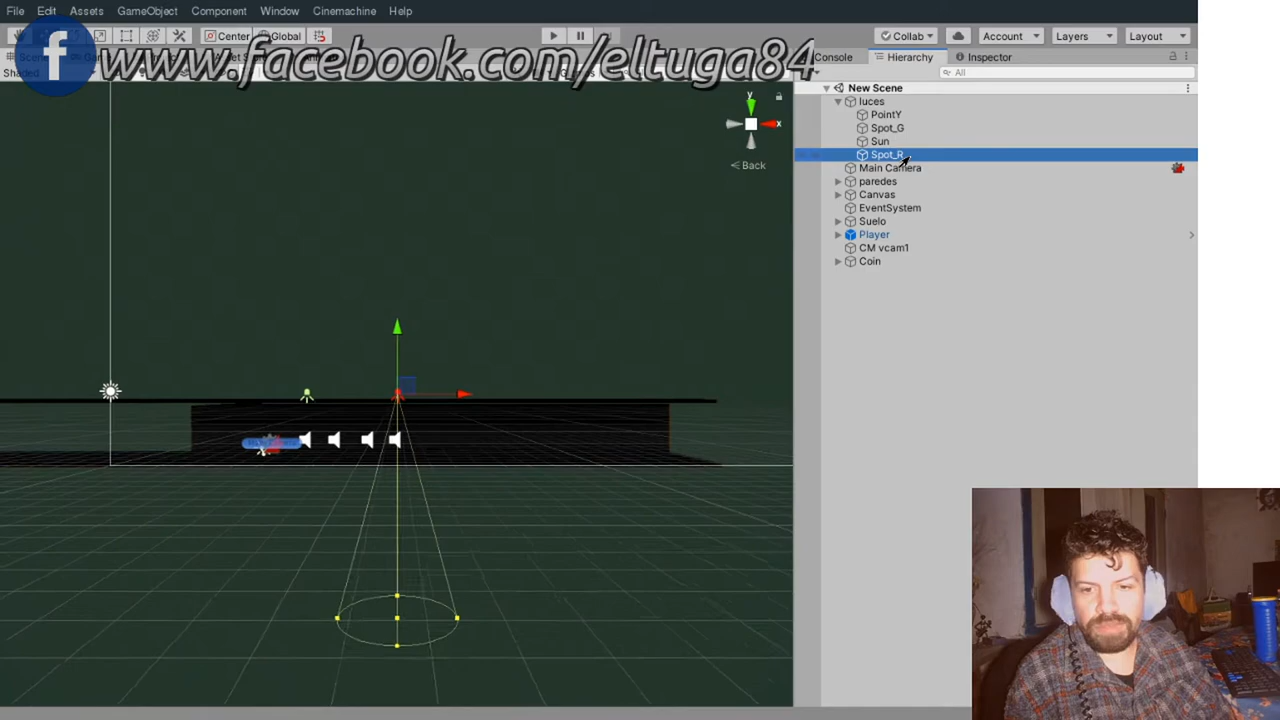 File Edit Assets GameObject Component Window Cinemachine Help
Center Global Collab Account Layers Layout
f www.facebook.com/eltuga84
Console Hierarchy Inspector
Shaded All
New Scene
luces
PointY
Spot_G
Sun
Spot_R
Main Camera
paredes
Canvas
EventSystem
Suelo
Player
CM vcam1
Coin
y
x
Back